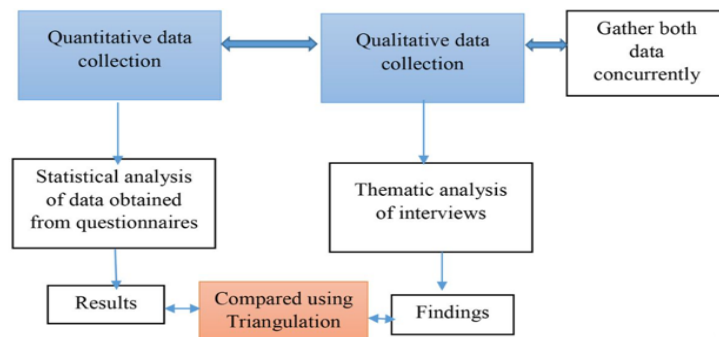 Quantitative data
collection
Qualitative data
collection
Gather both
data
concurrently
Statistical analysis
of data obtained
from questionnaires
Thematic analysis
of interviews
Results
Compared using
Triangulation
Findings